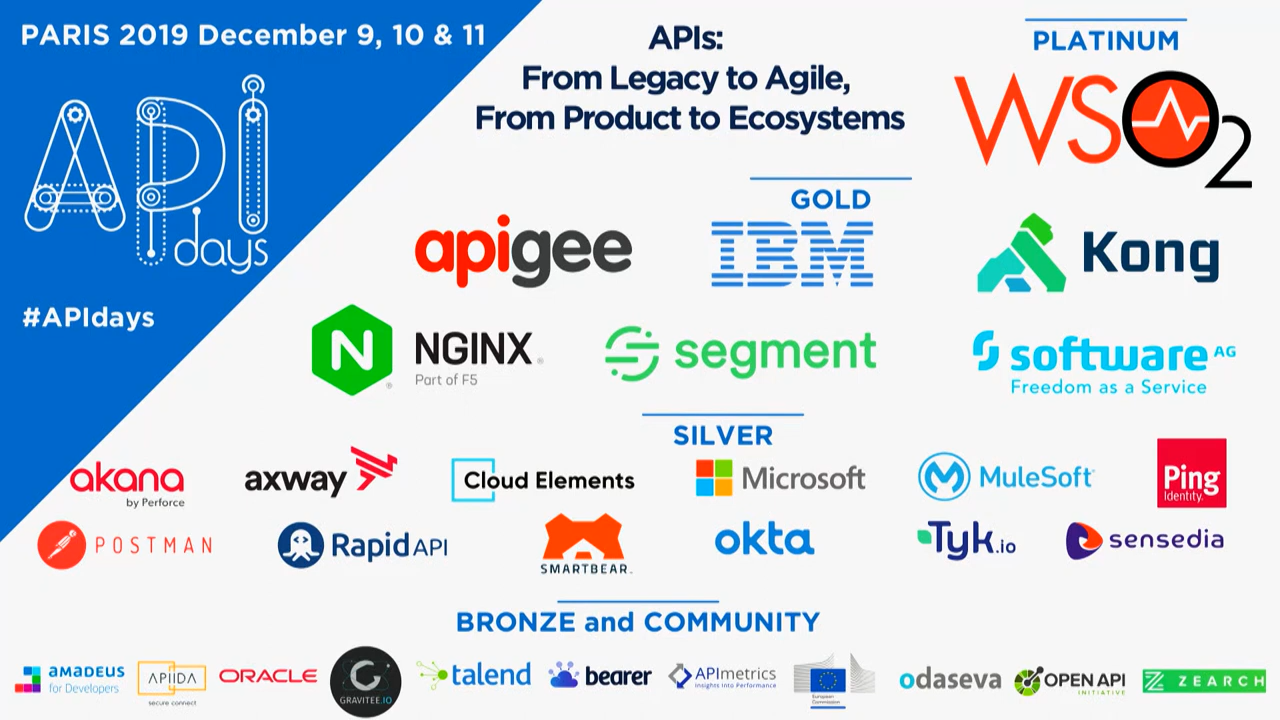 PARIS 2019 December 9, 10 & 11
API
days
#APIdays
APIs:
From Legacy to Agile,
From Product to Ecosystems
PLATINUM
WSO2
GOLD
apigee
IBM
Kong
N
NGINX
Part of F5
segment
software AG
Freedom as a Service
SILVER
akana
by Perforce
axway
Cloud Elements
Microsoft
MuleSoft
Ping
Identity.
POSTMAN
RapidAPI
SMARTBEAR
okta
Tyk.io
sensedia
BRONZE and COMMUNITY
amadeus
for Developers
APIIDA
secure connect
ORACLE
G
GRAVITEE.IO
talend
bearer
APImetrics
Insights into Performance
European
Commission
odaseva
OPEN API
INITIATIVE
Z ZEARCH